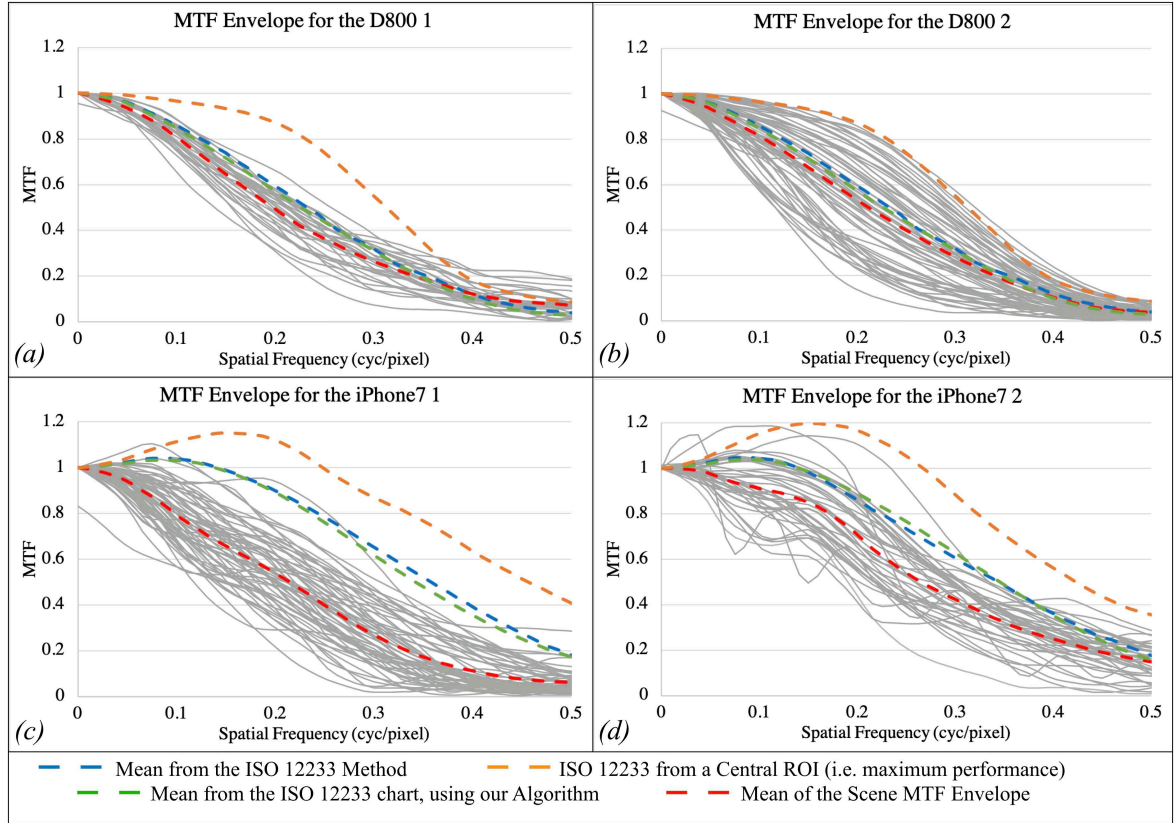 MTF Envelope for the D800 1
1.2
1
0.8
0.6
0.4
0.2
0
MTF
0 0.1 0.2 0.3 0.4 0.5
(a) Spatial Frequency (cyc/pixel)
MTF Envelope for the D800 2
1.2
1
0.8
0.6
0.4
0.2
0
MTF
0 0.1 0.2 0.3 0.4 0.5
(b) Spatial Frequency (cyc/pixel)
MTF Envelope for the iPhone7 1
1.2
1
0.8
0.6
0.4
0.2
0
MTF
0 0.1 0.2 0.3 0.4 0.5
(c) Spatial Frequency (cyc/pixel)
MTF Envelope for the iPhone7 2
1.2
1
0.8
0.6
0.4
0.2
0
MTF
0 0.1 0.2 0.3 0.4 0.5
(d) Spatial Frequency (cyc/pixel)
Mean from the ISO 12233 Method
ISO 12233 from a Central ROI (i.e. maximum performance)
Mean from the ISO 12233 chart, using our Algorithm
Mean of the Scene MTF Envelope